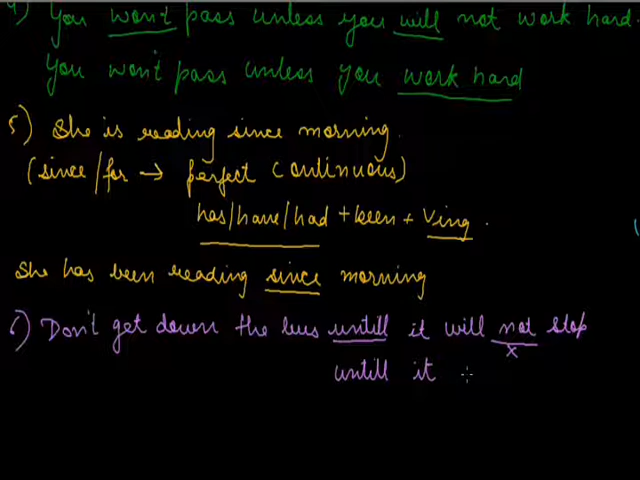 4) You won't pass unless you will not work hard.
You won't pass unless you work hard
5) She is reading since morning.
(since/for → perfect continuous)
has/have/had + been + Ving.
She has been reading since morning
6) Don't get down the bus untill it will not stop
x
untill it